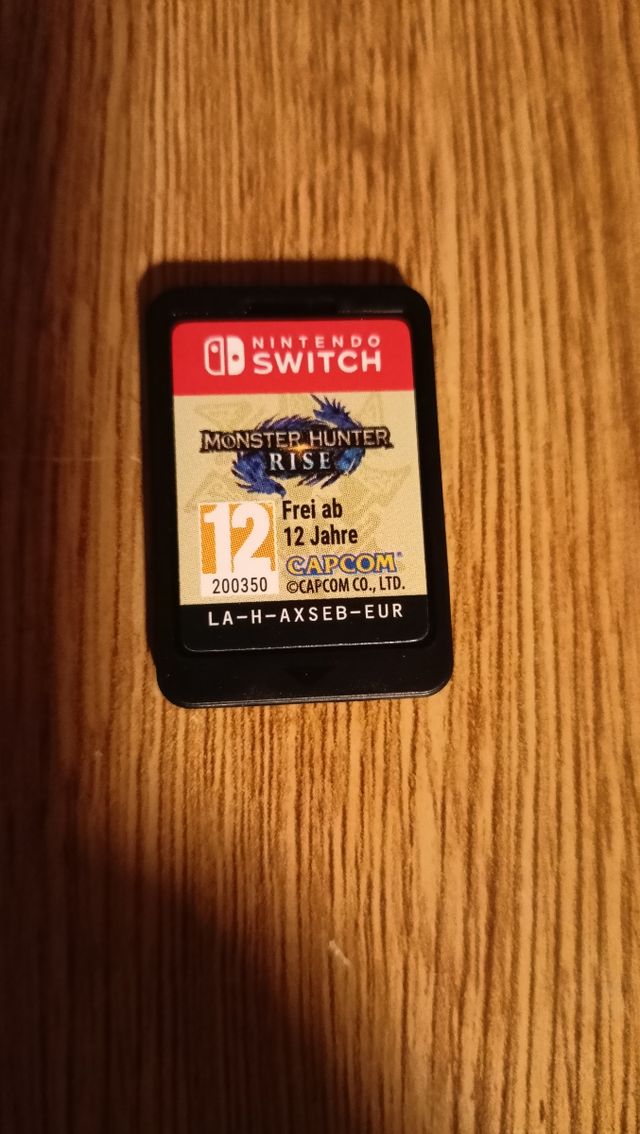 NINTENDO
SWITCH
MONSTER HUNTER
RISE
12
200350
Frei ab
12 Jahre
CAPCOM®
©CAPCOM CO., LTD.
LA-H-AXSEB-EUR